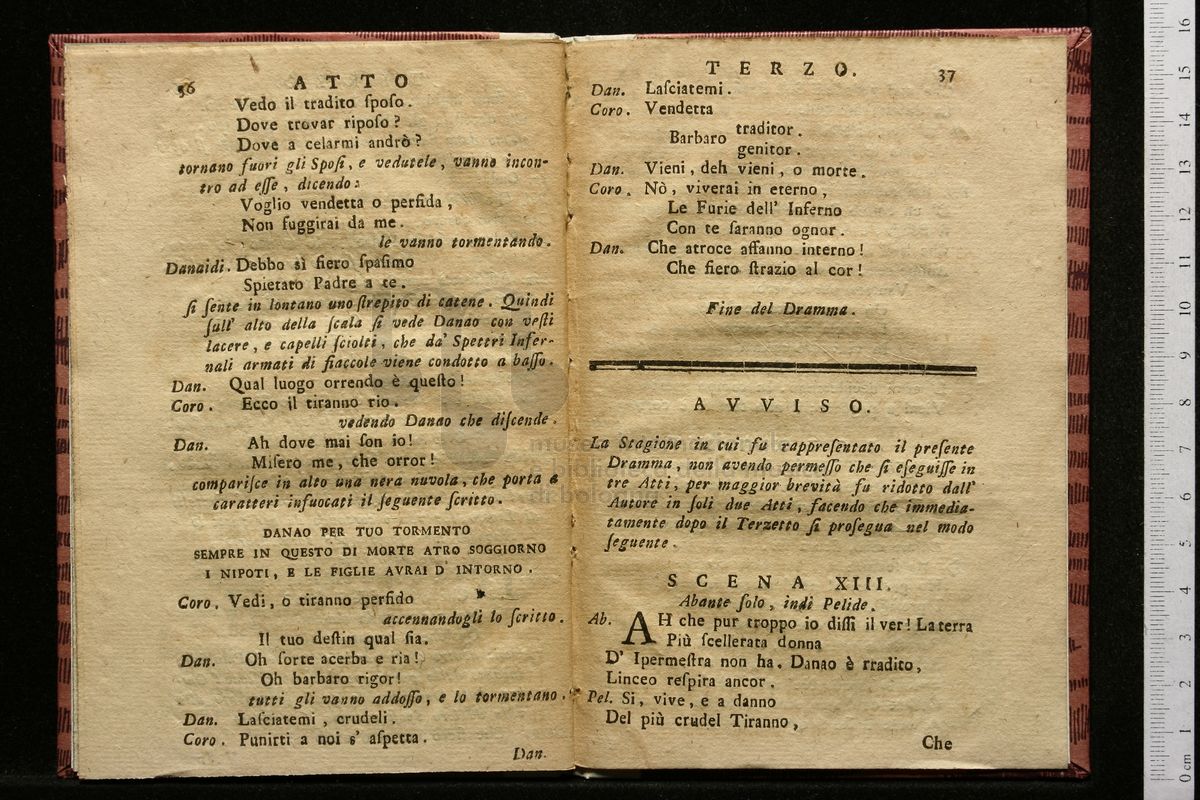 56 ATTO
Vedo il tradito ſpoſo.
Dove trovar ripoſo?
Dove a celarmi andrò?
tornano fuori gli Spoſi, e vedutele, vanno incon-
tro ad eſſe, dicendo:
Voglio vendetta o perfida,
Non fuggirai da me.
le vanno tormentando.
Danaidi. Debbo sì fiero ſpaſimo
Spietato Padre a te.
ſi ſente in lontano uno ſtrepito di catene. Quindi
ſull' alto della ſcala ſi vede Danao con veſti
lacere, e capelli ſciolti, che da' Spettri Infer-
nali armati di fiaccole viene condotto a baſſo.
Dan. Qual luogo orrendo è queſto!
Coro. Ecco il tiranno rio.
vedendo Danao che diſcende.
Dan. Ah dove mai ſon io!
Miſero me, che orror!
compariſce in alto una nera nuvola, che porta a
caratteri infuocati il ſeguente ſcritto.
DANAO PER TUO TORMENTO
SEMPRE IN QUESTO DI MORTE ATRO SOGGIORNO
I NIPOTI, E LE FIGLIE AVRAI D' INTORNO.
Coro. Vedi, o tiranno perfido
accennandogli lo ſcritto.
Il tuo deſtin qual ſia.
Dan. Oh ſorte acerba e ria!
Oh barbaro rigor!
tutti gli vanno addoſſo, e lo tormentano.
Dan. Laſciatemi, crudeli.
Coro. Punirti a noi s' aſpetta.
Dan.
TERZO. 37
Dan. Laſciatemi.
Coro. Vendetta
Barbaro traditor.
genitor.
Dan. Vieni, deh vieni, o morte.
Coro. Nò, viverai in eterno,
Le Furie dell' Inferno
Con te ſaranno ognor.
Dan. Che atroce affanno interno!
Che fiero ſtrazio al cor!
Fine del Dramma.
AVVISO.
La Stagione in cui fu rappreſentato il preſente
Dramma, non avendo permeſſo che ſi eſeguiſſe in
tre Atti, per maggior brevità fu ridotto dall'
Autore in ſoli due Atti, facendo che immedia-
tamente dopo il Terzetto ſi proſegua nel modo
ſeguente.
SCENA XIII.
Abante ſolo, indi Pelide.
Ab. AH che pur troppo io diſſi il ver! La terra
Più ſcellerata donna
D' Ipermeſtra non ha. Danao è rradito,
Linceo reſpira ancor.
Pel. Si, vive, e a danno
Del più crudel Tiranno,
Che